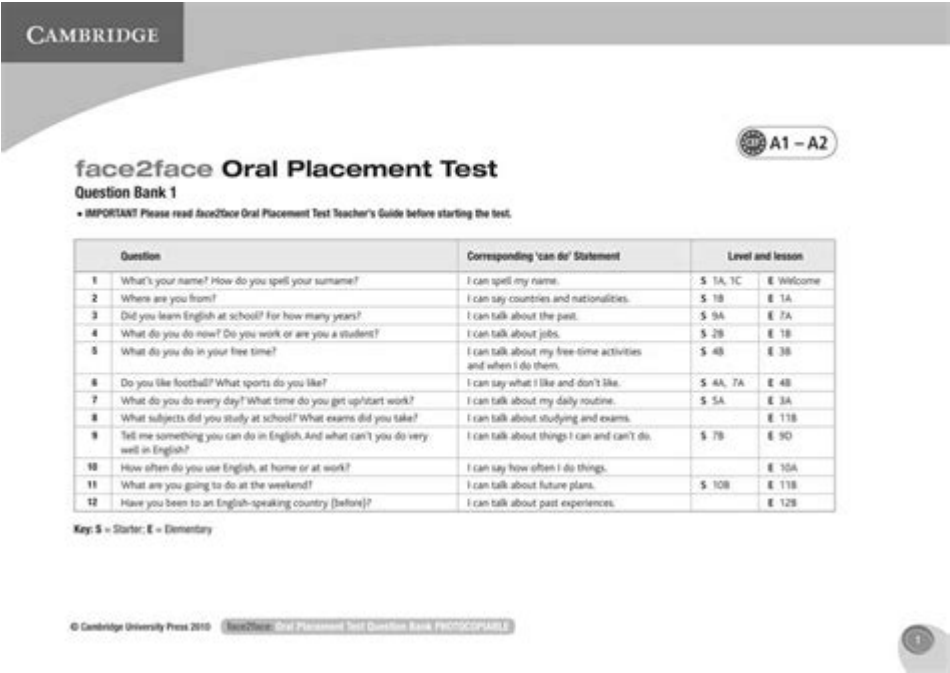 CAMBRIDGE
CEF A1 – A2
face2face Oral Placement Test
Question Bank 1
• IMPORTANT Please read face2face Oral Placement Test Teacher's Guide before starting the test.
Question Corresponding 'can do' Statement Level and lesson
1 What's your name? How do you spell your surname? I can spell my name. S 1A, 1C E Welcome
2 Where are you from? I can say countries and nationalities. S 1B E 1A
3 Did you learn English at school? For how many years? I can talk about the past. S 9A E 7A
4 What do you do now? Do you work or are you a student? I can talk about jobs. S 2B E 1B
5 What do you do in your free time? I can talk about my free-time activities S 4B E 3B
and when I do them.
6 Do you like football? What sports do you like? I can say what I like and don't like. S 4A, 7A E 4B
7 What do you do every day? What time do you get up/start work? I can talk about my daily routine. S 5A E 3A
8 What subjects did you study at school? What exams did you take? I can talk about studying and exams. E 11B
9 Tell me something you can do in English. And what can't you do very I can talk about things I can and can't do. S 7B E 9D
well in English?
10 How often do you use English, at home or at work? I can say how often I do things. E 10A
11 What are you going to do at the weekend? I can talk about future plans. S 10B E 11B
12 Have you been to an English-speaking country (before)? I can talk about past experiences. E 12B
Key: S = Starter; E = Elementary
© Cambridge University Press 2010 face2face: Oral Placement Test Question Bank PHOTOCOPIABLE
1